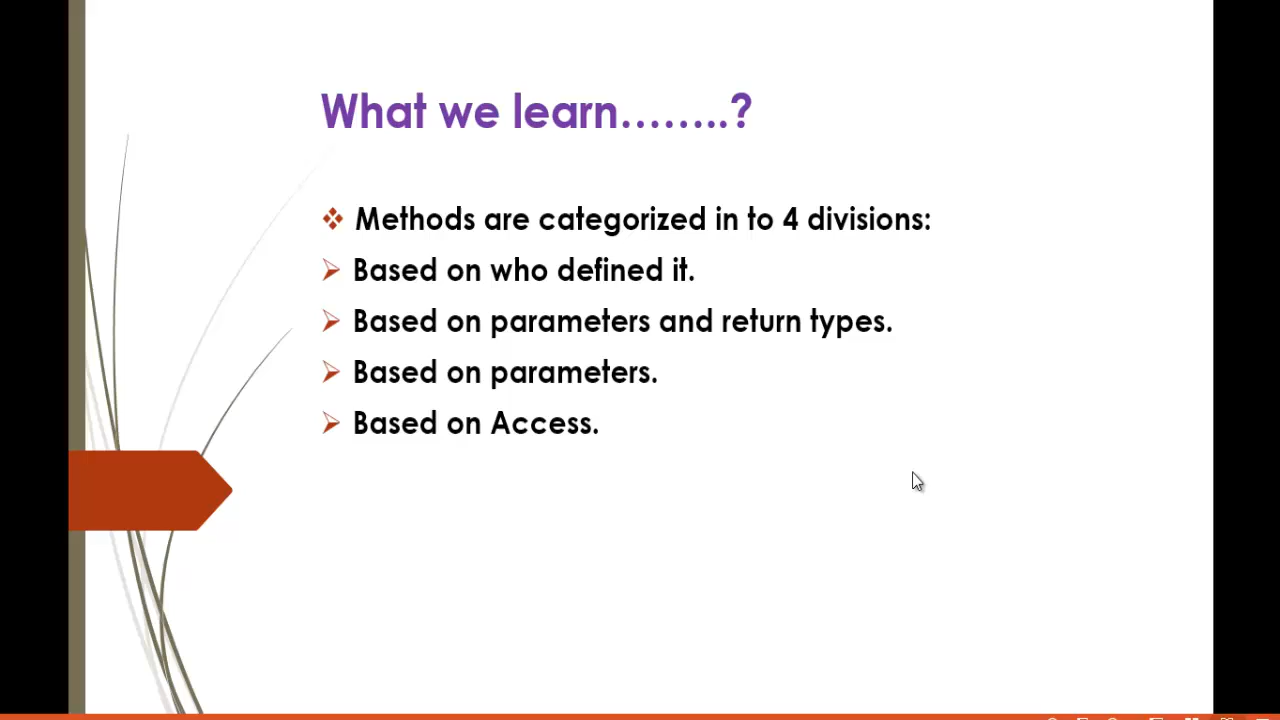 What we learn........?
Methods are categorized in to 4 divisions:
Based on who defined it.
Based on parameters and return types.
Based on parameters.
Based on Access.